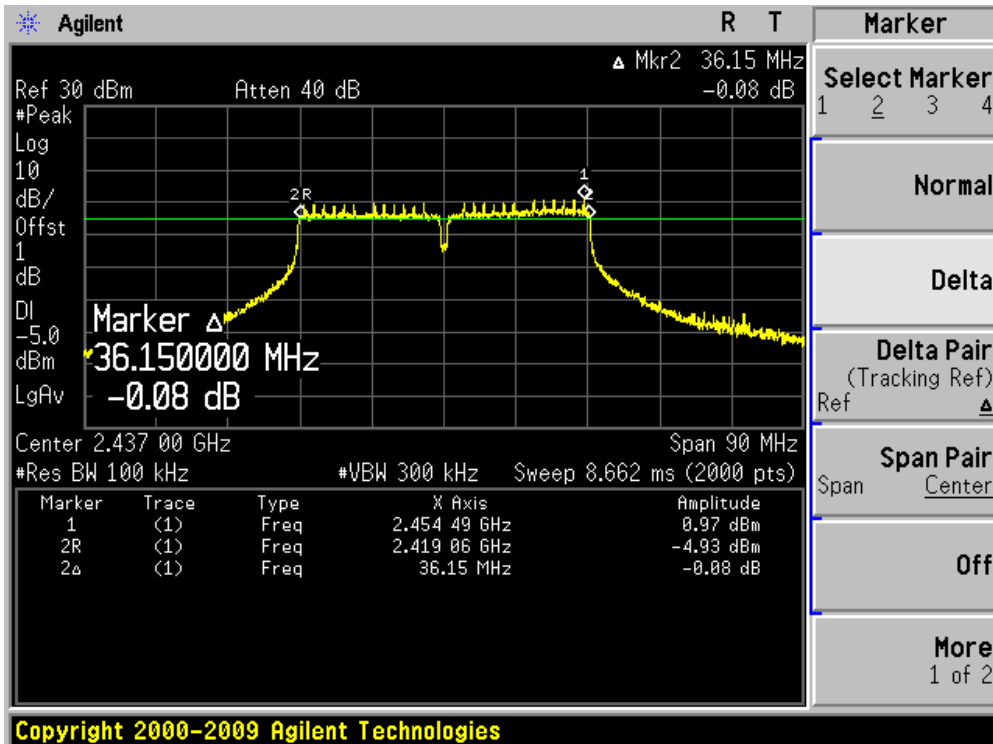 Agilent R T
Δ Mkr2 36.15 MHz
Ref 30 dBm Atten 40 dB −0.08 dB
#Peak
Log
10
dB/
Offst
1
dB
DI
−5.0
dBm
LgAv
1
2R
2
Marker Δ
36.150000 MHz
−0.08 dB
Center 2.437 00 GHz Span 90 MHz
#Res BW 100 kHz #VBW 300 kHz Sweep 8.662 ms (2000 pts)
Marker Trace Type X Axis Amplitude
1 (1) Freq 2.454 49 GHz 0.97 dBm
2R (1) Freq 2.419 06 GHz −4.93 dBm
2Δ (1) Freq 36.15 MHz −0.08 dB
Marker
Select Marker
1 2 3 4
Normal
Delta
Delta Pair
(Tracking Ref)
Ref Δ
Span Pair
Span Center
Off
More
1 of 2
Copyright 2000–2009 Agilent Technologies